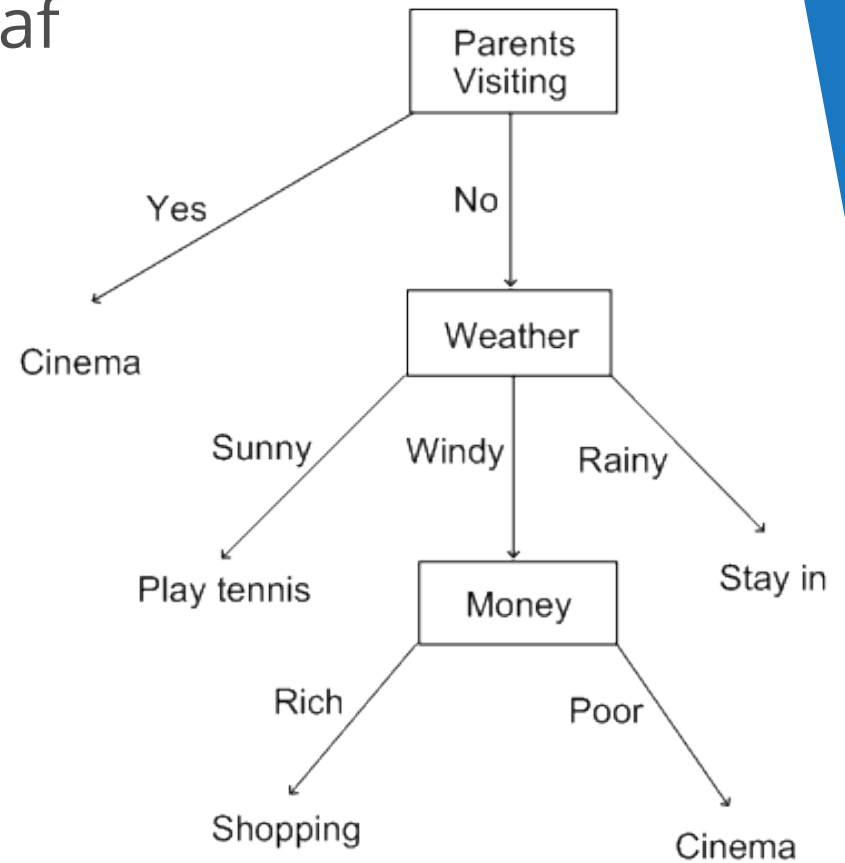 af
Parents
Visiting
Yes
No
Cinema
Weather
Sunny
Windy
Rainy
Play tennis
Stay in
Money
Rich
Poor
Shopping
Cinema